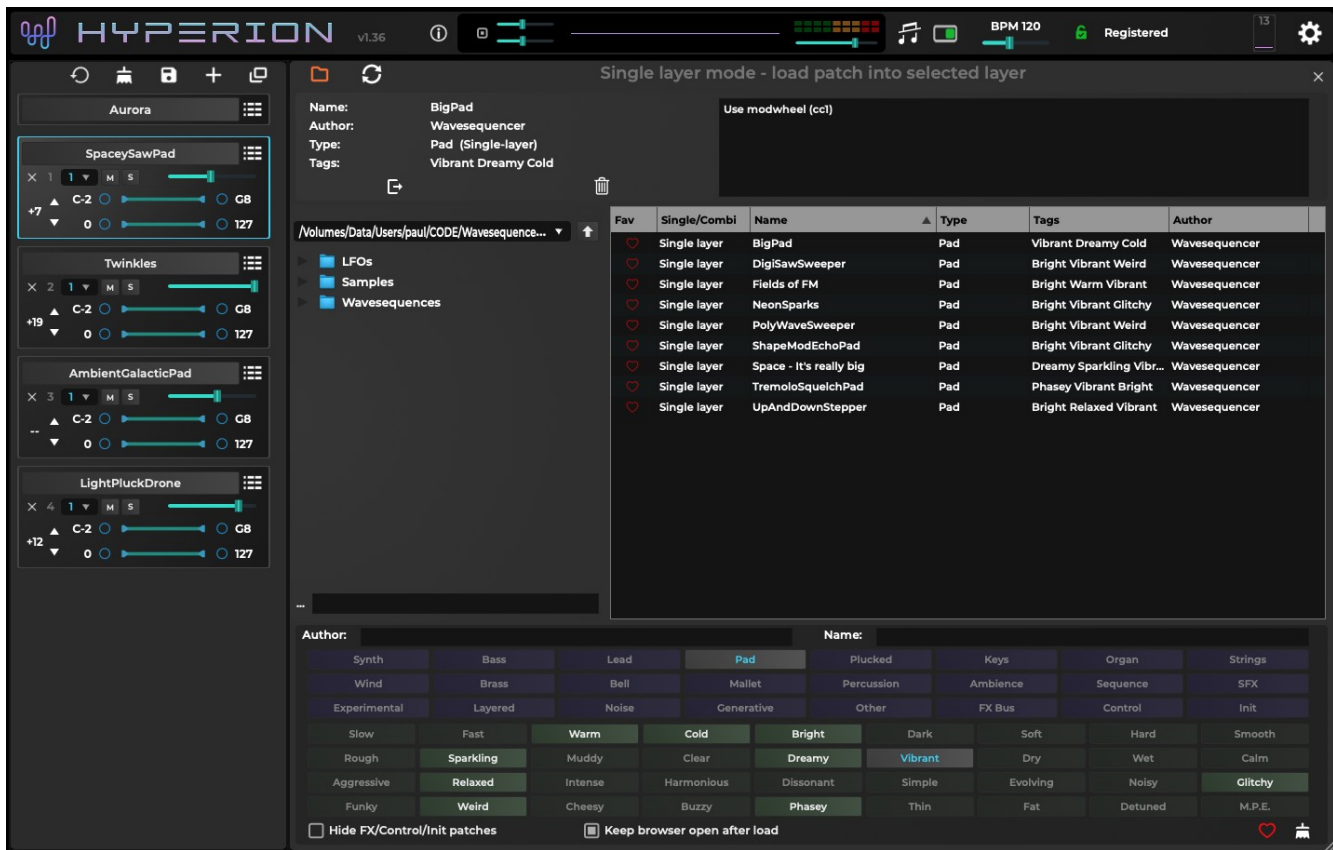 HYPERION v1.36 BPM 120 Registered 13
Single layer mode - load patch into selected layer
Aurora
SpaceySawPad
1 1 M S
+7 C-2 G8
0 127
Twinkles
2 1 M S
+19 C-2 G8
0 127
AmbientGalacticPad
3 1 M S
-- C-2 G8
0 127
LightPluckDrone
4 1 M S
+12 C-2 G8
0 127
Name: BigPad
Author: Wavesequencer
Type: Pad (Single-layer)
Tags: Vibrant Dreamy Cold
Use modwheel (cc1)
/Volumes/Data/Users/paul/CODE/Wavesequence...
LFOs
Samples
Wavesequences
...
Fav Single/Combi Name Type Tags Author
Single layer BigPad Pad Vibrant Dreamy Cold Wavesequencer
Single layer DigiSawSweeper Pad Bright Vibrant Weird Wavesequencer
Single layer Fields of FM Pad Bright Warm Vibrant Wavesequencer
Single layer NeonSparks Pad Bright Vibrant Glitchy Wavesequencer
Single layer PolyWaveSweeper Pad Bright Vibrant Weird Wavesequencer
Single layer ShapeModEchoPad Pad Bright Vibrant Glitchy Wavesequencer
Single layer Space - It's really big Pad Dreamy Sparkling Vibr... Wavesequencer
Single layer TremoloSquelchPad Pad Phasey Vibrant Bright Wavesequencer
Single layer UpAndDownStepper Pad Bright Relaxed Vibrant Wavesequencer
Author: Name:
Synth Bass Lead Pad Plucked Keys Organ Strings
Wind Brass Bell Mallet Percussion Ambience Sequence SFX
Experimental Layered Noise Generative Other FX Bus Control Init
Slow Fast Warm Cold Bright Dark Soft Hard Smooth
Rough Sparkling Muddy Clear Dreamy Vibrant Dry Wet Calm
Aggressive Relaxed Intense Harmonious Dissonant Simple Evolving Noisy Glitchy
Funky Weird Cheesy Buzzy Phasey Thin Fat Detuned M.P.E.
Hide FX/Control/Init patches Keep browser open after load